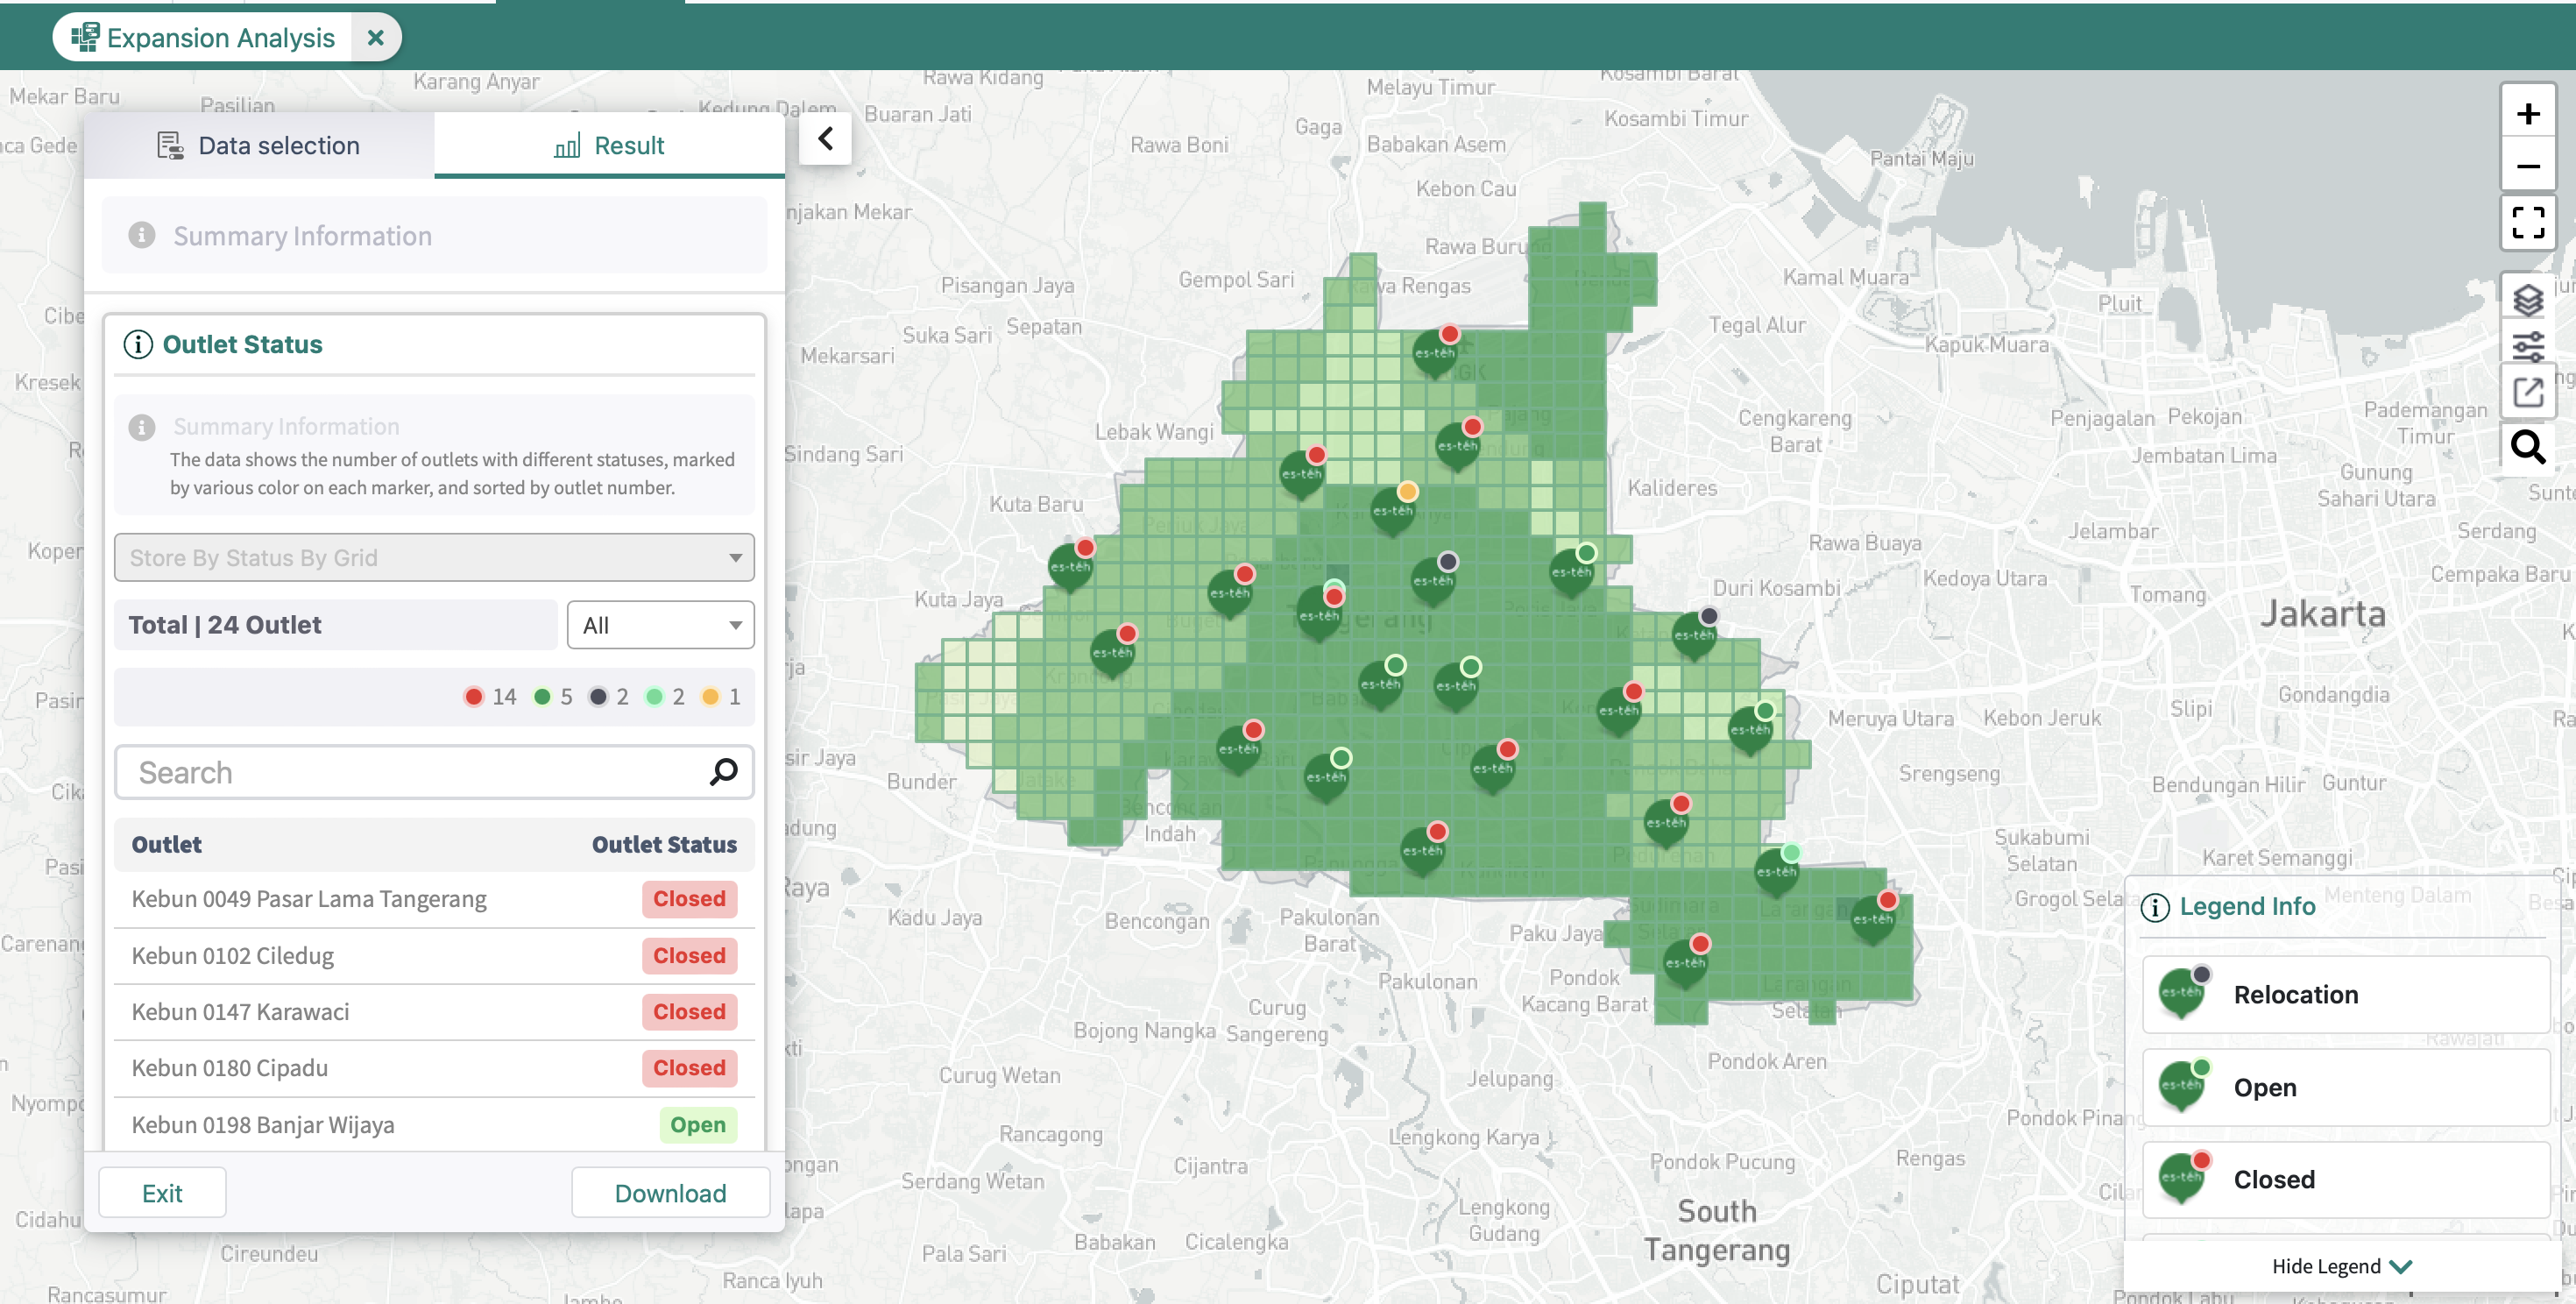 Expansion Analysis
Data selection
Result
Summary Information
Outlet Status
Summary Information
The data shows the number of outlets with different statuses, marked
by various color on each marker, and sorted by outlet number.
Store By Status By Grid
Total | 24 Outlet
All
14 5 2 2 1
Search
Outlet Outlet Status
Kebun 0049 Pasar Lama Tangerang Closed
Kebun 0102 Ciledug Closed
Kebun 0147 Karawaci Closed
Kebun 0180 Cipadu Closed
Kebun 0198 Banjar Wijaya Open
Exit
Download
Mekar Baru
Pasilian
Karang Anyar
Kedung Dalem
Rawa Kidang
Buaran Jati
Rawa Boni
Gaga
Melayu Timur
Babakan Asem
Kebon Cau
Kosambi Barat
Kosambi Timur
Pantai Maju
Rawa Burung
Gempol Sari
Pisangan Jaya
Rawa Rengas
Kamal Muara
Pluit
Suka Sari
Sepatan
Mekarsari
Tegal Alur
Kapuk Muara
Kresek
Lebak Wangi
Sindang Sari
Cengkareng
Barat
Penjagalan
Pekojan
Pademangan
Timur
Jembatan Lima
Gunung
Sahari Utara
Kuta Baru
Kalideres
Jelambar
Serdang
Rawa Buaya
Kuta Jaya
Duri Kosambi
Kedoya Utara
Tomang
Cempaka Baru
Jakarta
Gondangdia
Slipi
Meruya Utara
Kebon Jeruk
Bunder
Srengseng
Bendungan Hilir
Guntur
Bencongan
Indah
Sukabumi
Selatan
Karet Semanggi
Kadu Jaya
Bencongan
Pakulonan
Barat
Paku Jaya
Menteng Dalam
Pakulonan
Pondok
Kacang Barat
Larangan
Selatan
Curug
Sangereng
Bojong Nangka
Pondok Aren
Curug Wetan
Jelupang
Rancagong
Lengkong Karya
Cijantra
Pondok Pucung
Rengas
Serdang Wetan
Lengkong
Gudang
South
Tangerang
Pala Sari
Babakan
Cicalengka
Cireundeu
Ranca Iyuh
Ciputat
Rancasumur
es-teh
Legend Info
Relocation
Open
Closed
Hide Legend